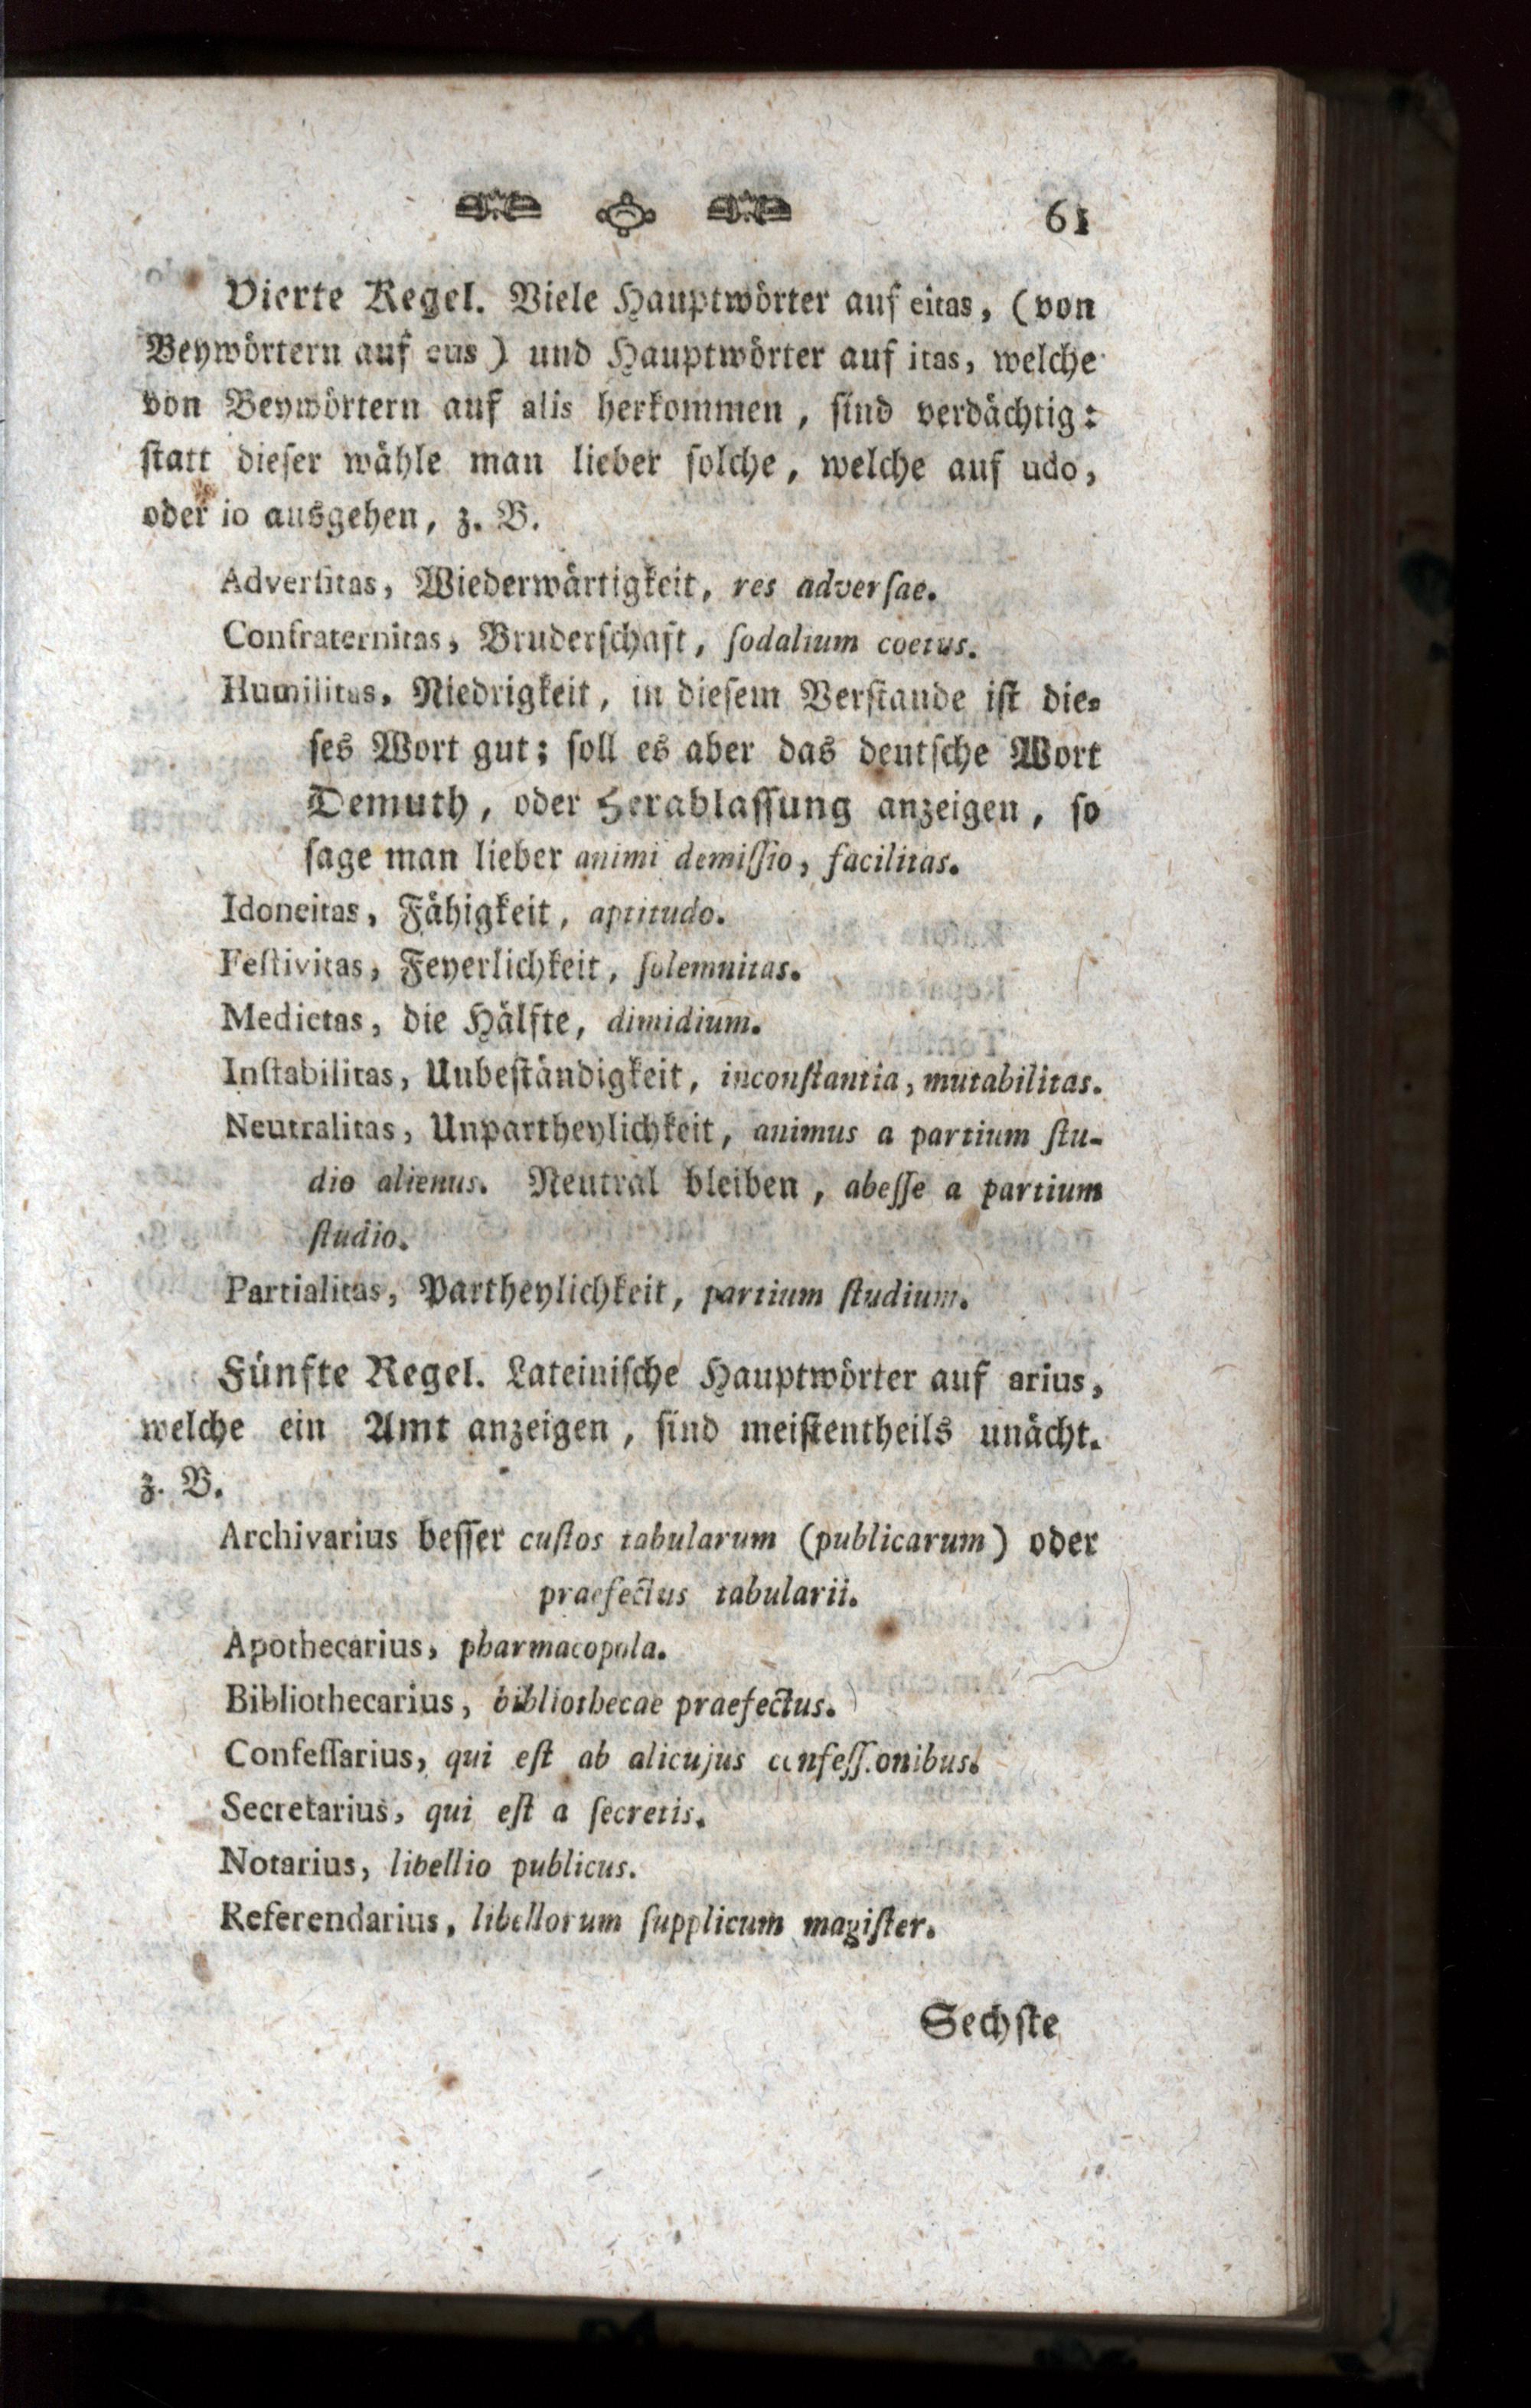 61
Vierte Regel. Viele Hauptwörter auf eitas, (von
Beywörtern auf eus) und Hauptwörter auf itas, welche
von Beywörtern auf alis herkommen, sind verdächtig:
statt dieser wähle man lieber solche, welche auf udo,
oder io ausgehen, z. B.
Adverſitas, Wiederwärtigkeit, res adverſae.
Confraternitas, Bruderschaft, ſodalium coetus.
Humilitas, Niedrigkeit, in diesem Verstande ist die-
ses Wort gut; soll es aber das deutsche Wort
Demuth, oder Herablassung anzeigen, so
sage man lieber animi demiſſio, facilitas.
Idoneitas, Fähigkeit, aptitudo.
Feſtivitas, Feyerlichkeit, ſolemnitas.
Medietas, die Hälfte, dimidium.
Inſtabilitas, Unbeständigkeit, inconſtantia, mutabilitas.
Neutralitas, Unpartheylichkeit, animus a partium ſtu-
dio alienus. Neutral bleiben, abeſſe a partium
ſtudio.
Partialitas, Partheylichkeit, partium ſtudium.
Fünfte Regel. Lateinische Hauptwörter auf arius,
welche ein Amt anzeigen, sind meistentheils unächt.
z. B.
Archivarius besser cuſtos tabularum (publicarum) oder
praefectus tabularii.
Apothecarius, pharmacopola.
Bibliothecarius, bibliothecae praefectus.
Confeſſarius, qui eſt ab alicujus confeſſionibus.
Secretarius, qui eſt a ſecretis.
Notarius, libellio publicus.
Referendarius, libellorum ſupplicum magiſter.
Sechste